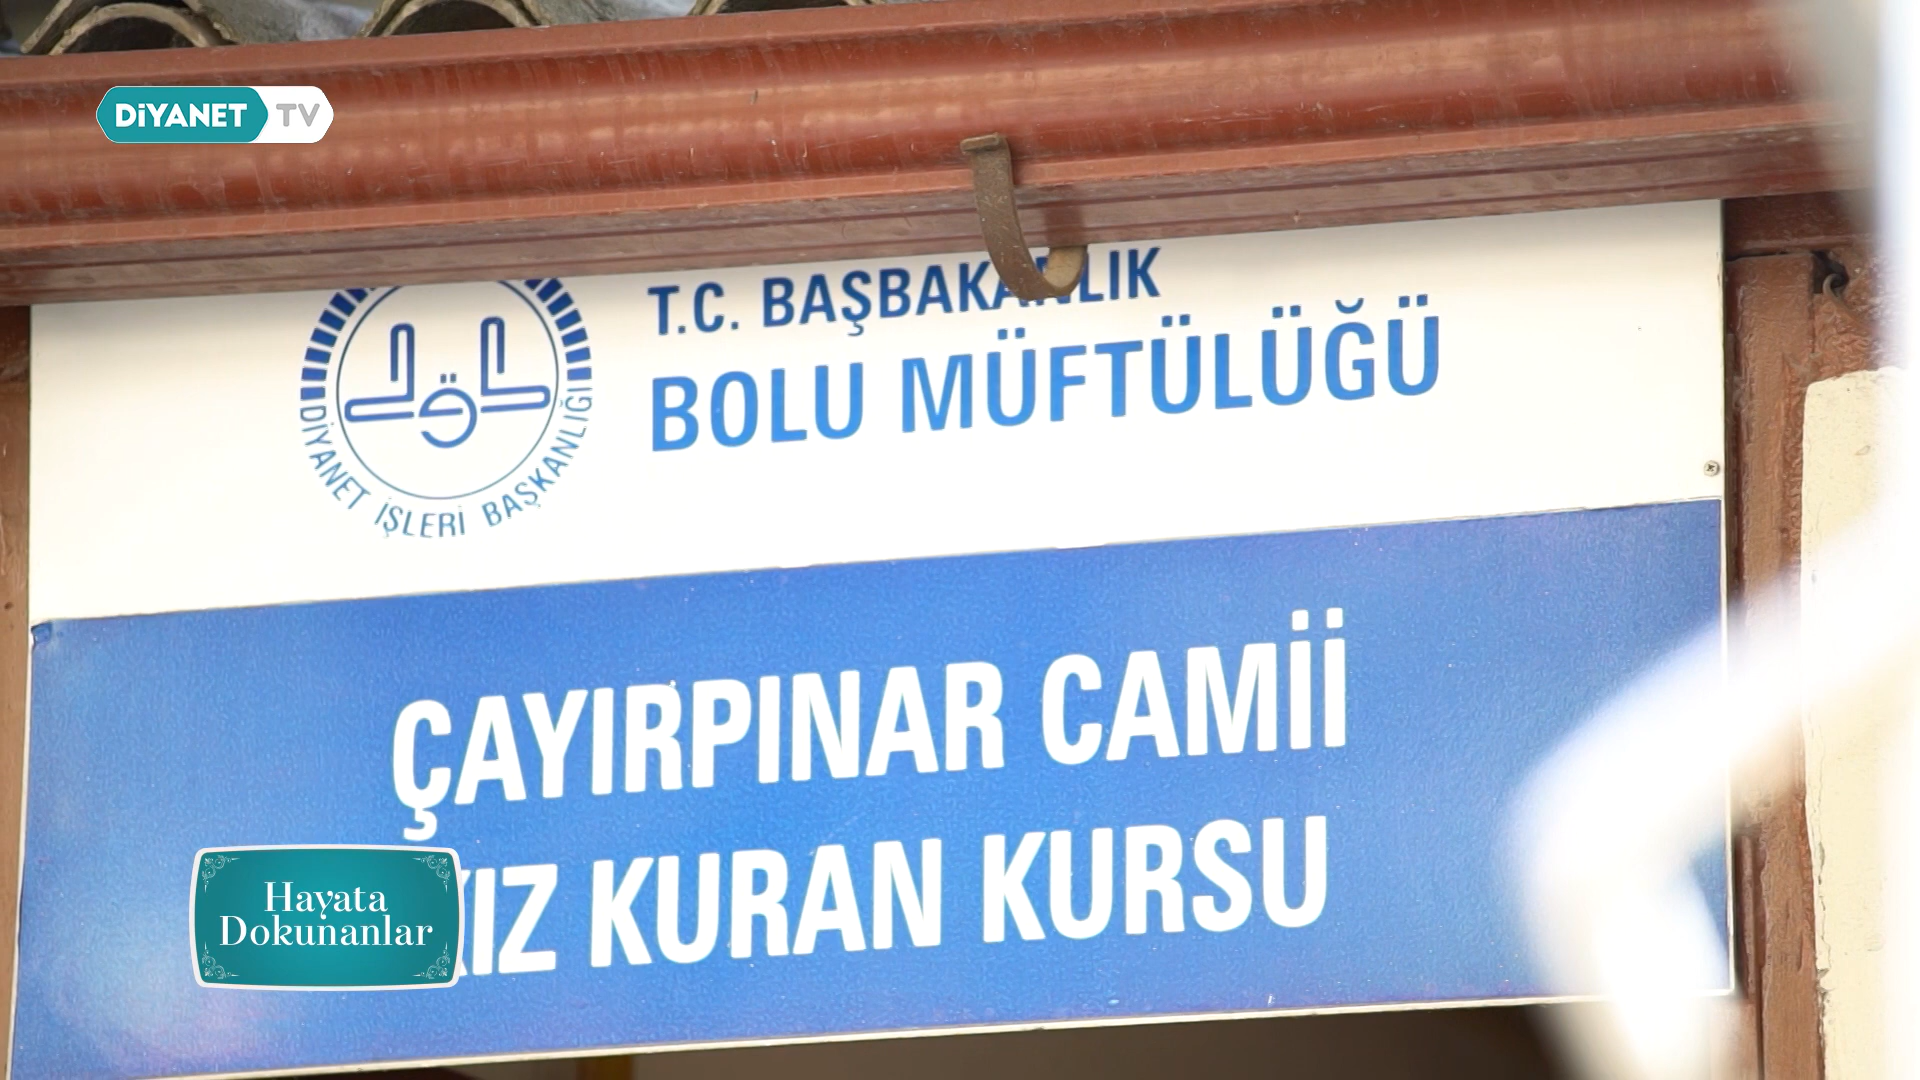 DİYANET TV
T.C. BAŞBAKANLIK
BOLU MÜFTÜLÜĞÜ
DİYANET İŞLERİ BAŞKANLIĞI
ÇAYIRPINAR CAMİİ
KIZ KURAN KURSU
Hayata
Dokunanlar